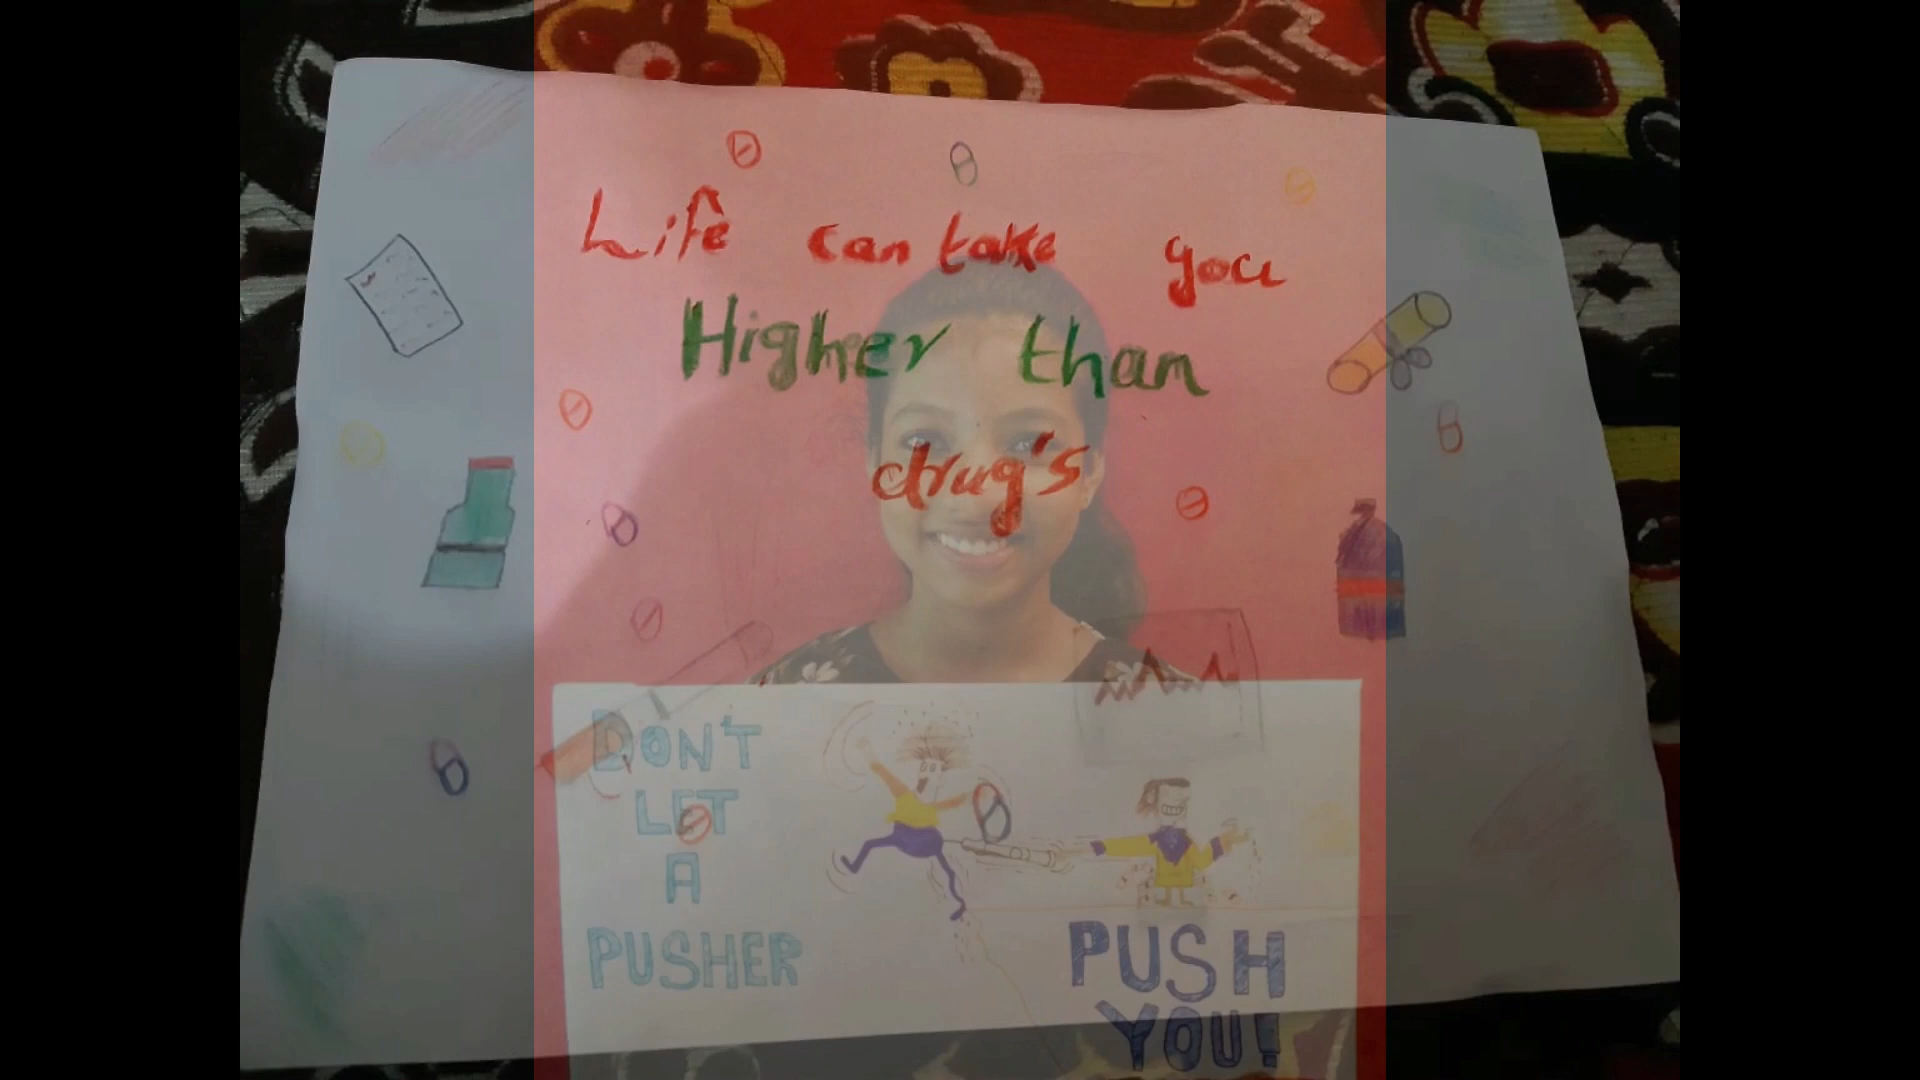 Life can take you
Higher than
drug's
DON'T
LET
A
PUSHER
PUSH
YOU!